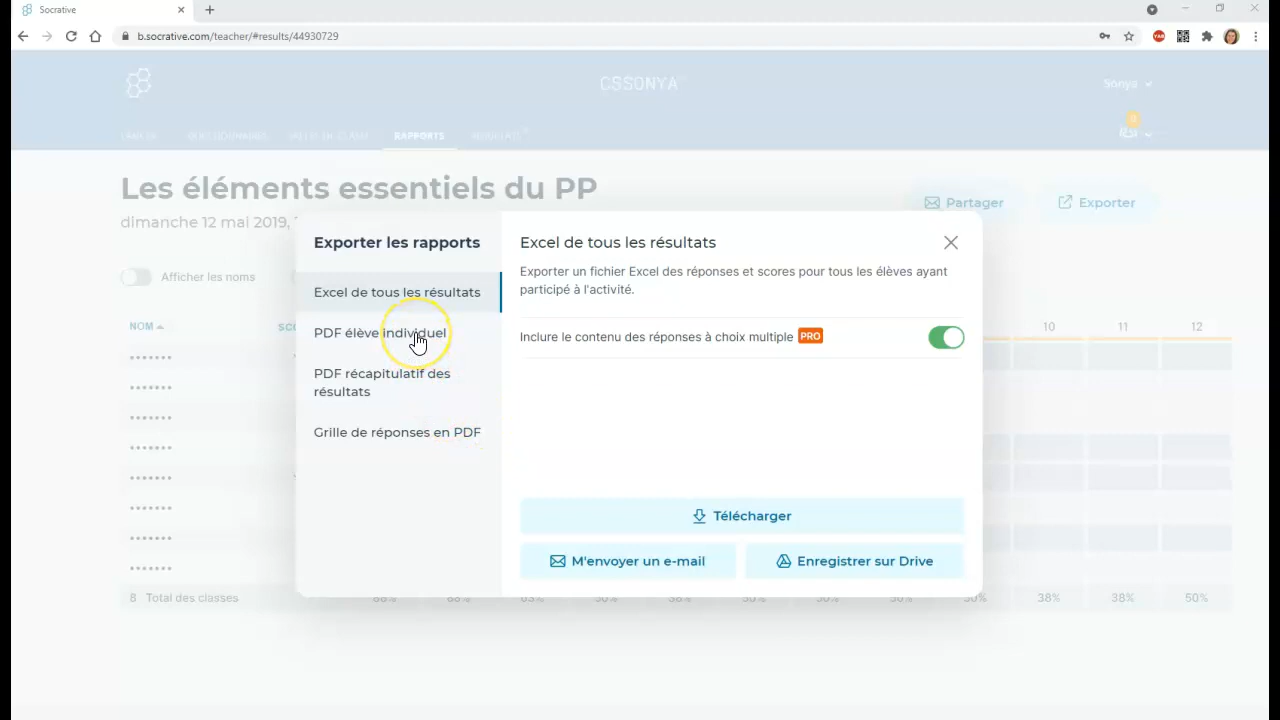 Socrative
b.socrative.com/teacher/#results/44930729
CSSONYA
Sonya
RAPPORTS
Les éléments essentiels du PP
Partager
Exporter
dimanche 12 mai 2019,
Afficher les noms
NOM
10
11
12
8 Total des classes
38%
38%
50%
Exporter les rapports
Excel de tous les résultats
PDF élève individuel
PDF récapitulatif des
résultats
Grille de réponses en PDF
Excel de tous les résultats
Exporter un fichier Excel des réponses et scores pour tous les élèves ayant
participé à l'activité.
Inclure le contenu des réponses à choix multiple PRO
Télécharger
M'envoyer un e-mail
Enregistrer sur Drive